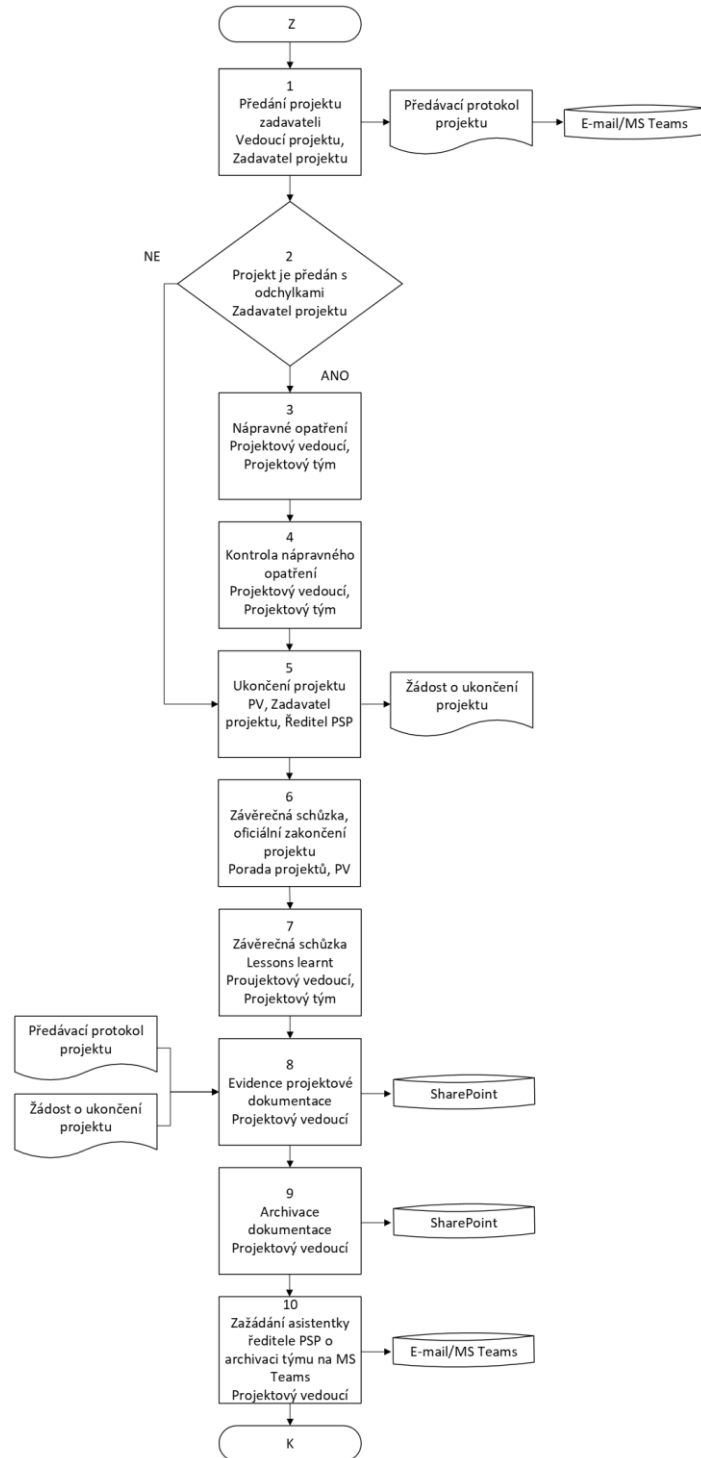 Z
1
Předání projektu
zadavateli
Vedoucí projektu,
Zadavatel projektu
Předávací protokol
projektu
E-mail/MS Teams
NE
2
Projekt je předán s
odchylkami
Zadavatel projektu
ANO
3
Nápravné opatření
Projektový vedoucí,
Projektový tým
4
Kontrola nápravného
opatření
Projektový vedoucí,
Projektový tým
5
Ukončení projektu
PV, Zadavatel
projektu, Ředitel PSP
Žádost o ukončení
projektu
6
Závěrečná schůzka,
oficiální zakončení
projektu
Porada projektů, PV
7
Závěrečná schůzka
Lessons learnt
Proujektový vedoucí,
Projektový tým
Předávací protokol
projektu
Žádost o ukončení
projektu
8
Evidence projektové
dokumentace
Projektový vedoucí
SharePoint
9
Archivace
dokumentace
Projektový vedoucí
SharePoint
10
Zažádání asistentky
ředitele PSP o
archivaci týmu na MS
Teams
Projektový vedoucí
E-mail/MS Teams
K